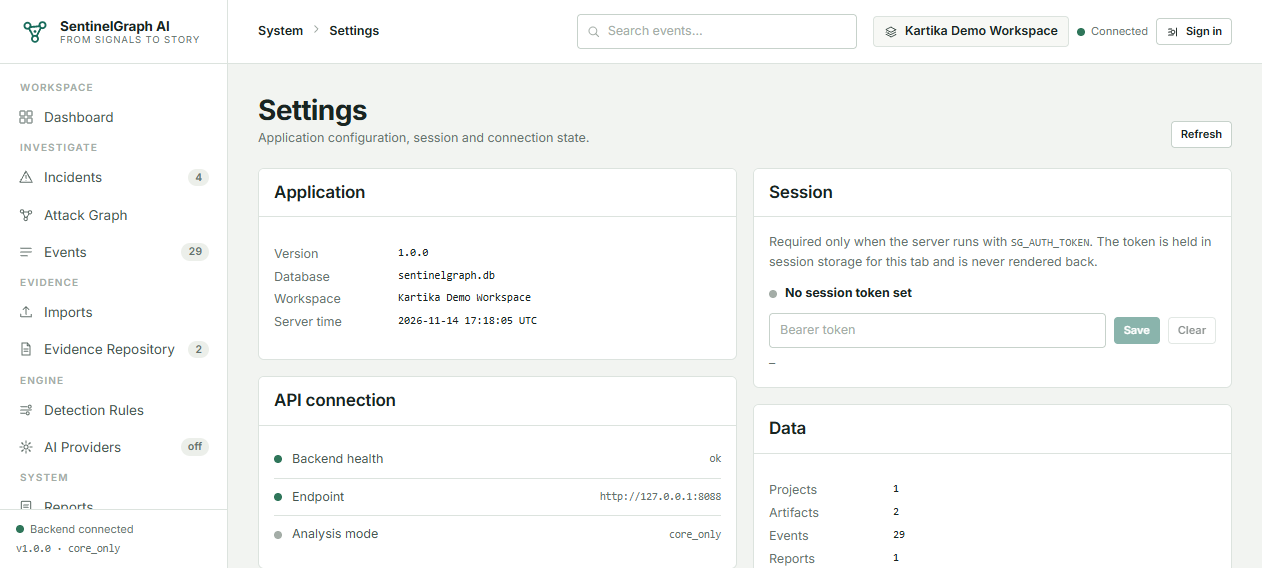 SentinelGraph AI
FROM SIGNALS TO STORY
System > Settings
Search events...
Kartika Demo Workspace
Connected
Sign in
WORKSPACE
Dashboard
INVESTIGATE
Incidents 4
Attack Graph
Events 29
EVIDENCE
Imports
Evidence Repository 2
ENGINE
Detection Rules
AI Providers off
SYSTEM
Reports
Backend connected
v1.0.0 · core_only
Settings
Application configuration, session and connection state.
Refresh
Application
Version 1.0.0
Database sentinelgraph.db
Workspace Kartika Demo Workspace
Server time 2026-11-14 17:18:05 UTC
API connection
Backend health ok
Endpoint http://127.0.0.1:8088
Analysis mode core_only
Session
Required only when the server runs with SG_AUTH_TOKEN. The token is held in
session storage for this tab and is never rendered back.
No session token set
Bearer token
Save
Clear
–
Data
Projects 1
Artifacts 2
Events 29
Reports 1